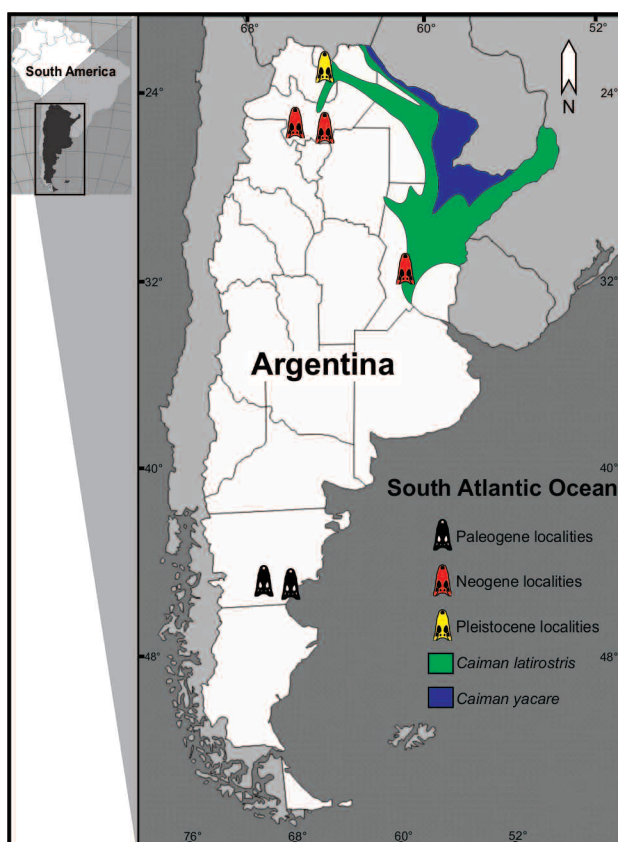 South America
68°
60°
52°
24°
24°
N
32°
32°
Argentina
40°
40°
South Atlantic Ocean
Paleogene localities
Neogene localities
Pleistocene localities
48°
48°
Caiman latirostris
Caiman yacare
76°
68°
60°
52°